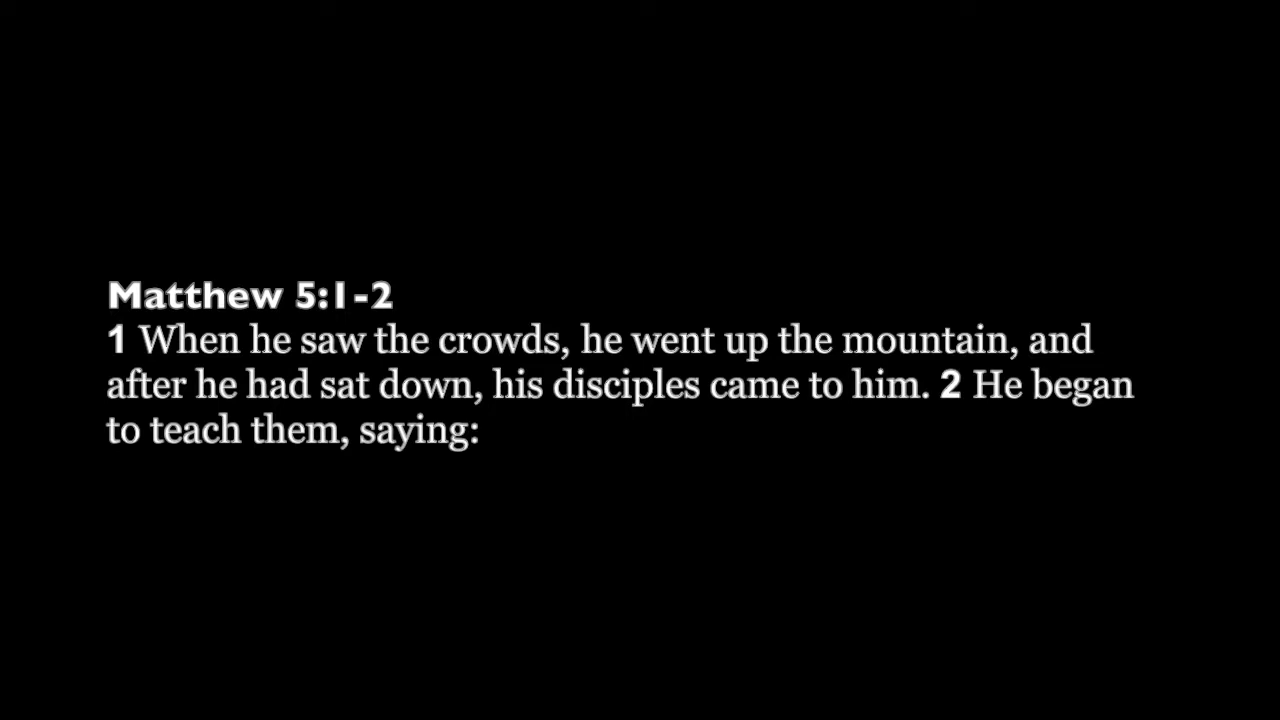 Matthew 5:1-2
1 When he saw the crowds, he went up the mountain, and
after he had sat down, his disciples came to him. 2 He began
to teach them, saying: